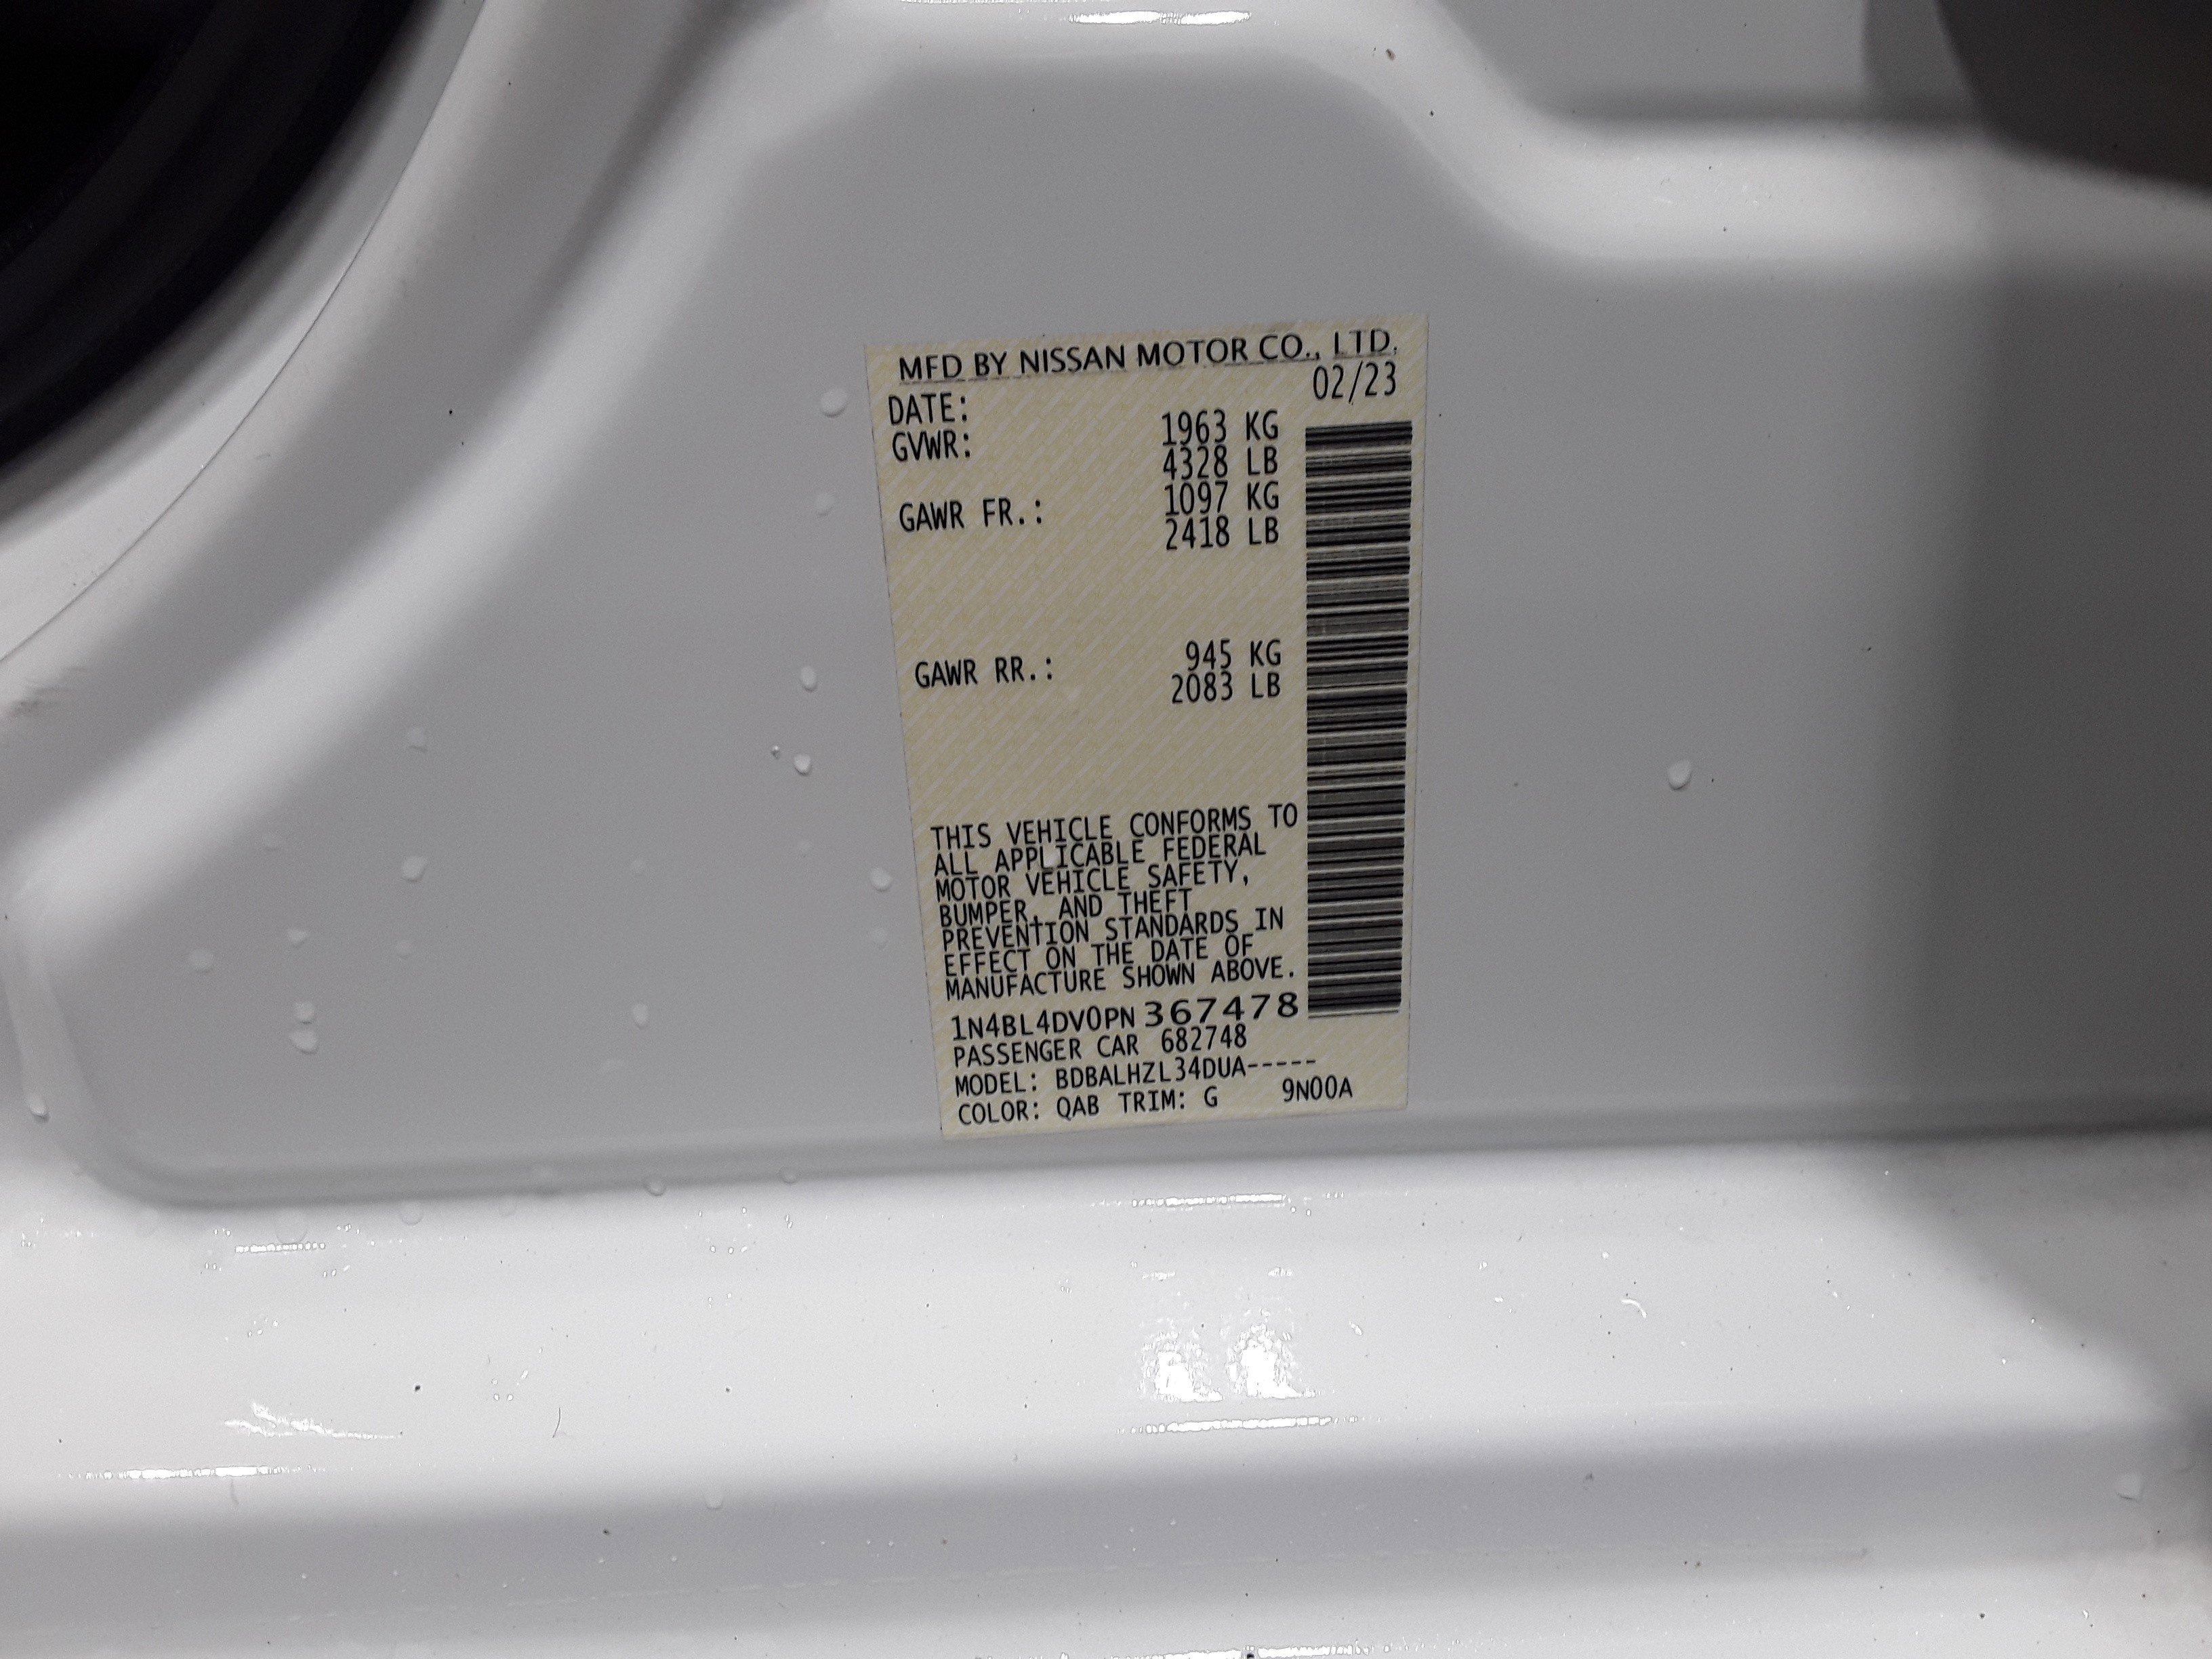 MFD BY NISSAN MOTOR CO., LTD.
DATE: 02/23
GVWR: 1963 KG
4328 LB
GAWR FR.: 1097 KG
2418 LB
GAWR RR.: 945 KG
2083 LB
THIS VEHICLE CONFORMS TO
ALL APPLICABLE FEDERAL
MOTOR VEHICLE SAFETY,
BUMPER, AND THEFT
PREVENTION STANDARDS IN
EFFECT ON THE DATE OF
MANUFACTURE SHOWN ABOVE.
1N4BL4DV0PN367478
PASSENGER CAR 682748
MODEL: BDBALHZL34DUA-----
COLOR: QAB TRIM: G 9N00A